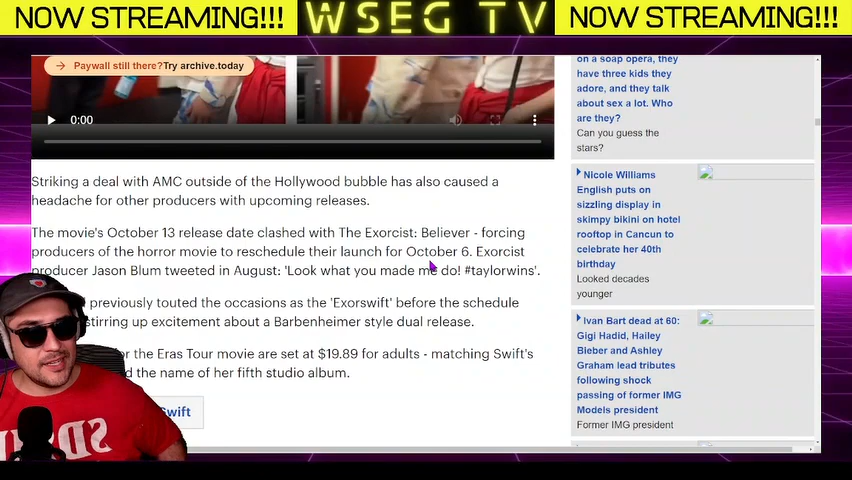 NOW STREAMING!!!
WSEG TV
NOW STREAMING!!!
Paywall still there? Try archive.today
0:00
Striking a deal with AMC outside of the Hollywood bubble has also caused a
headache for other producers with upcoming releases.
The movie's October 13 release date clashed with The Exorcist: Believer - forcing
producers of the horror movie to reschedule their launch for October 6. Exorcist
producer Jason Blum tweeted in August: 'Look what you made me do! #taylorwins'.
previously touted the occasions as the 'Exorswift' before the schedule
stirring up excitement about a Barbenheimer style dual release.
the Eras Tour movie are set at $19.89 for adults - matching Swift's
the name of her fifth studio album.
Swift
on a soap opera, they
have three kids they
adore, and they talk
about sex a lot. Who
are they?
Can you guess the
stars?
Nicole Williams
English puts on
sizzling display in
skimpy bikini on hotel
rooftop in Cancun to
celebrate her 40th
birthday
Looked decades
younger
Ivan Bart dead at 60:
Gigi Hadid, Hailey
Bieber and Ashley
Graham lead tributes
following shock
passing of former IMG
Models president
Former IMG president